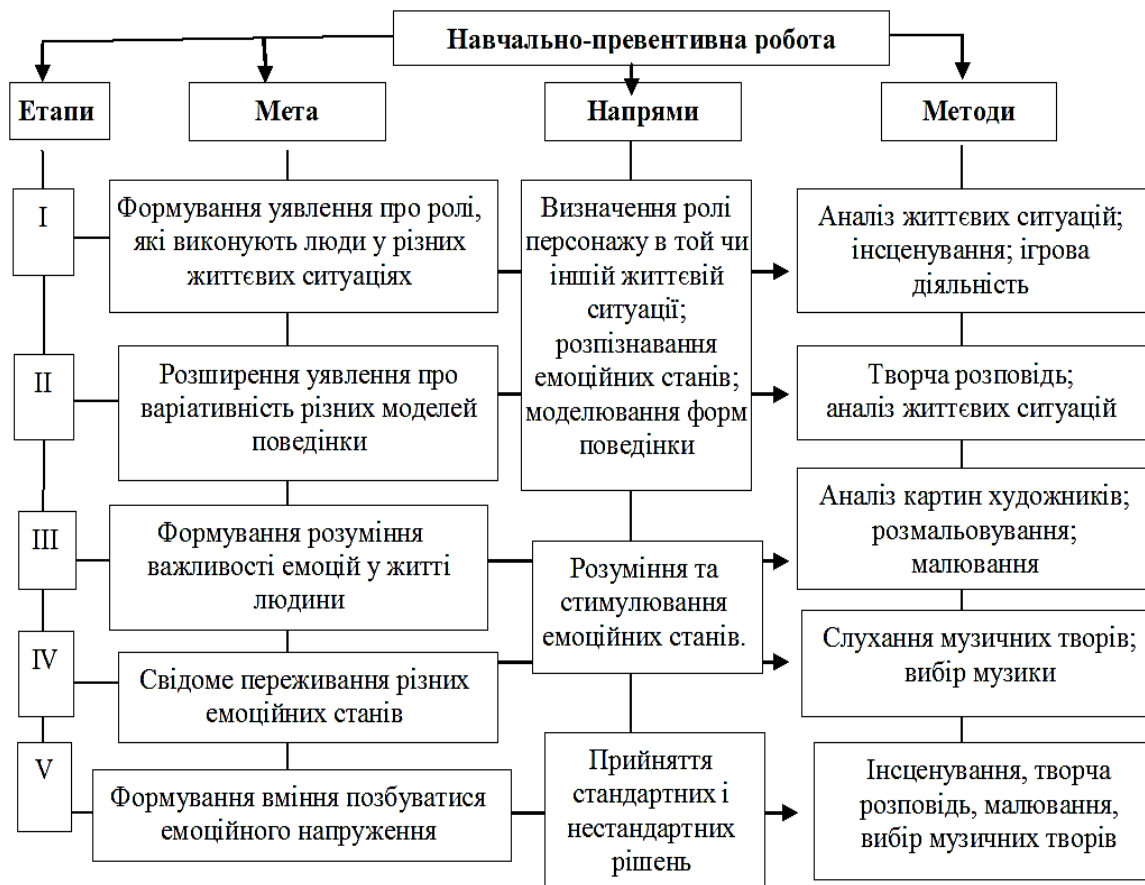 Навчально-превентивна робота
Етапи
Мета
Напрями
Методи
I
Формування уявлення про ролі,
які виконують люди у різних
життєвих ситуаціях
Визначення ролі
персонажу в той чи
іншій життєвій
ситуації;
розпізнавання
емоційних станів;
моделювання форм
поведінки
Аналіз життєвих ситуацій;
інсценування; ігрова
діяльність
II
Розширення уявлення про
варіативність різних моделей
поведінки
Творча розповідь;
аналіз життєвих ситуацій
III
Формування розуміння
важливості емоцій у житті
людини
Розуміння та
стимулювання
емоційних станів.
Аналіз картин художників;
розмальовування;
малювання
IV
Свідоме переживання різних
емоційних станів
Слухання музичних творів;
вибір музики
V
Формування вміння позбуватися
емоційного напруження
Прийняття
стандартних і
нестандартних
рішень
Інсценування, творча
розповідь, малювання,
вибір музичних творів